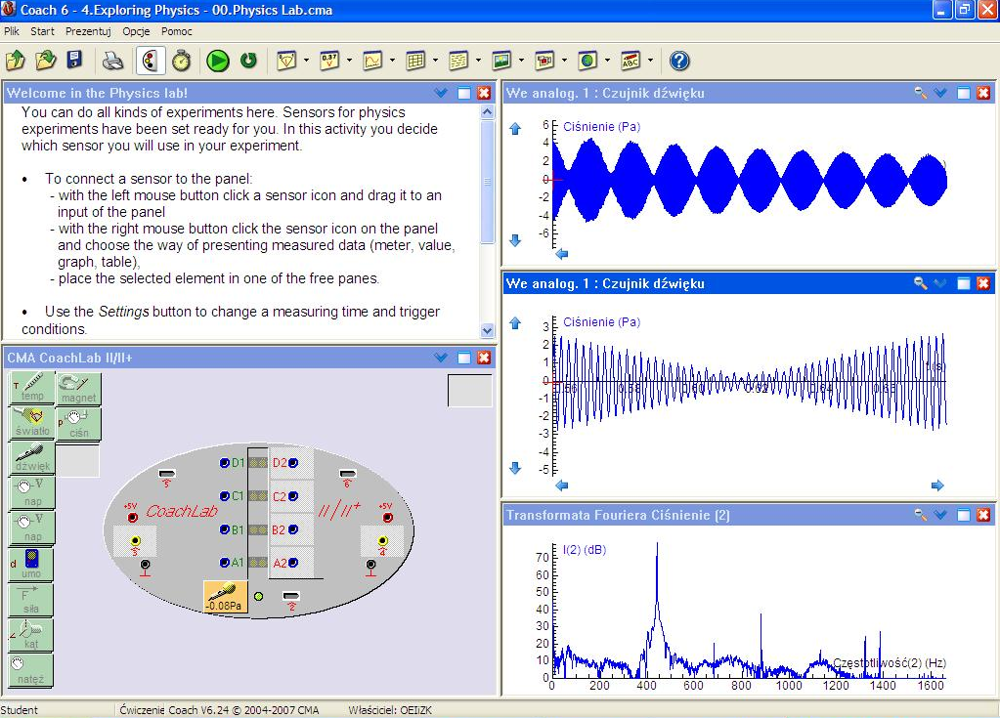 Coach 6 - 4.Exploring Physics - 00.Physics Lab.cma
Plik Start Prezentuj Opcje Pomoc
0.37
ABC
Welcome in the Physics lab!
You can do all kinds of experiments here. Sensors for physics
experiments have been set ready for you. In this activity you decide
which sensor you will use in your experiment.
• To connect a sensor to the panel:
- with the left mouse button click a sensor icon and drag it to an
input of the panel
- with the right mouse button click the sensor icon on the panel
and choose the way of presenting measured data (meter, value,
graph, table),
- place the selected element in one of the free panes.
• Use the Settings button to change a measuring time and trigger
conditions.
CMA CoachLab II/II+
T
temp
magnet
światło
P
ciśn
dźwięk
V
nap
V
nap
d
umo
F
siła
kąt
natęż
D1 D2
5 6
C1 C2
+5V CoachLab II/II+ +5V
B1 B2
3 4
A1 A2
-0.08Pa
2
We analog. 1 : Czujnik dźwięku
Ciśnienie (Pa)
6
4
2
0
-2
-4
-6
We analog. 1 : Czujnik dźwięku
Ciśnienie (Pa)
3
2
1
0
-1
-2
-3
-4
-5
0.58 0.62 0.64
Transformata Fouriera Ciśnienie (2)
I(2) (dB)
70
60
50
40
30
20
10
0
Częstotliwość(2) (Hz)
0 200 400 600 800 1000 1200 1400 1600
Student Ćwiczenie Coach V6.24 © 2004-2007 CMA Właściciel: OEIiZK